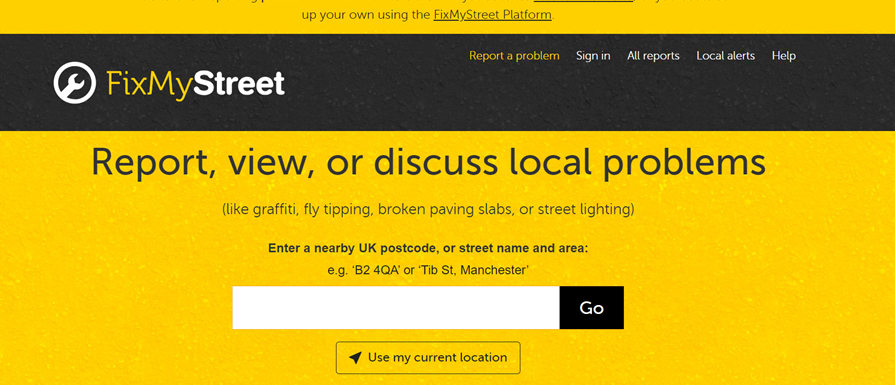 up your own using the FixMyStreet Platform.
Report a problem Sign in All reports Local alerts Help
FixMyStreet
Report, view, or discuss local problems
(like graffiti, fly tipping, broken paving slabs, or street lighting)
Enter a nearby UK postcode, or street name and area:
e.g. ‘B2 4QA’ or ‘Tib St, Manchester’
Go
Use my current location